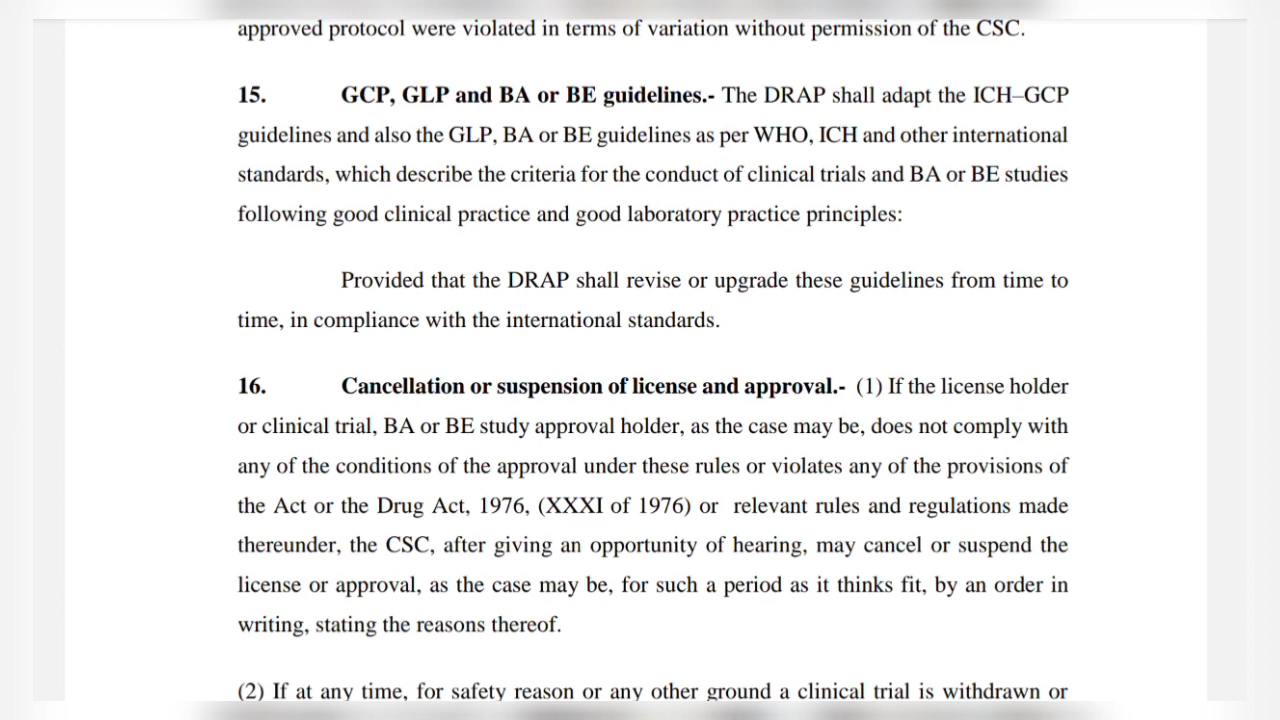 approved protocol were violated in terms of variation without permission of the CSC.
15. GCP, GLP and BA or BE guidelines.- The DRAP shall adapt the ICH–GCP
guidelines and also the GLP, BA or BE guidelines as per WHO, ICH and other international
standards, which describe the criteria for the conduct of clinical trials and BA or BE studies
following good clinical practice and good laboratory practice principles:
Provided that the DRAP shall revise or upgrade these guidelines from time to
time, in compliance with the international standards.
16. Cancellation or suspension of license and approval.- (1) If the license holder
or clinical trial, BA or BE study approval holder, as the case may be, does not comply with
any of the conditions of the approval under these rules or violates any of the provisions of
the Act or the Drug Act, 1976, (XXXI of 1976) or relevant rules and regulations made
thereunder, the CSC, after giving an opportunity of hearing, may cancel or suspend the
license or approval, as the case may be, for such a period as it thinks fit, by an order in
writing, stating the reasons thereof.
(2) If at any time, for safety reason or any other ground a clinical trial is withdrawn or